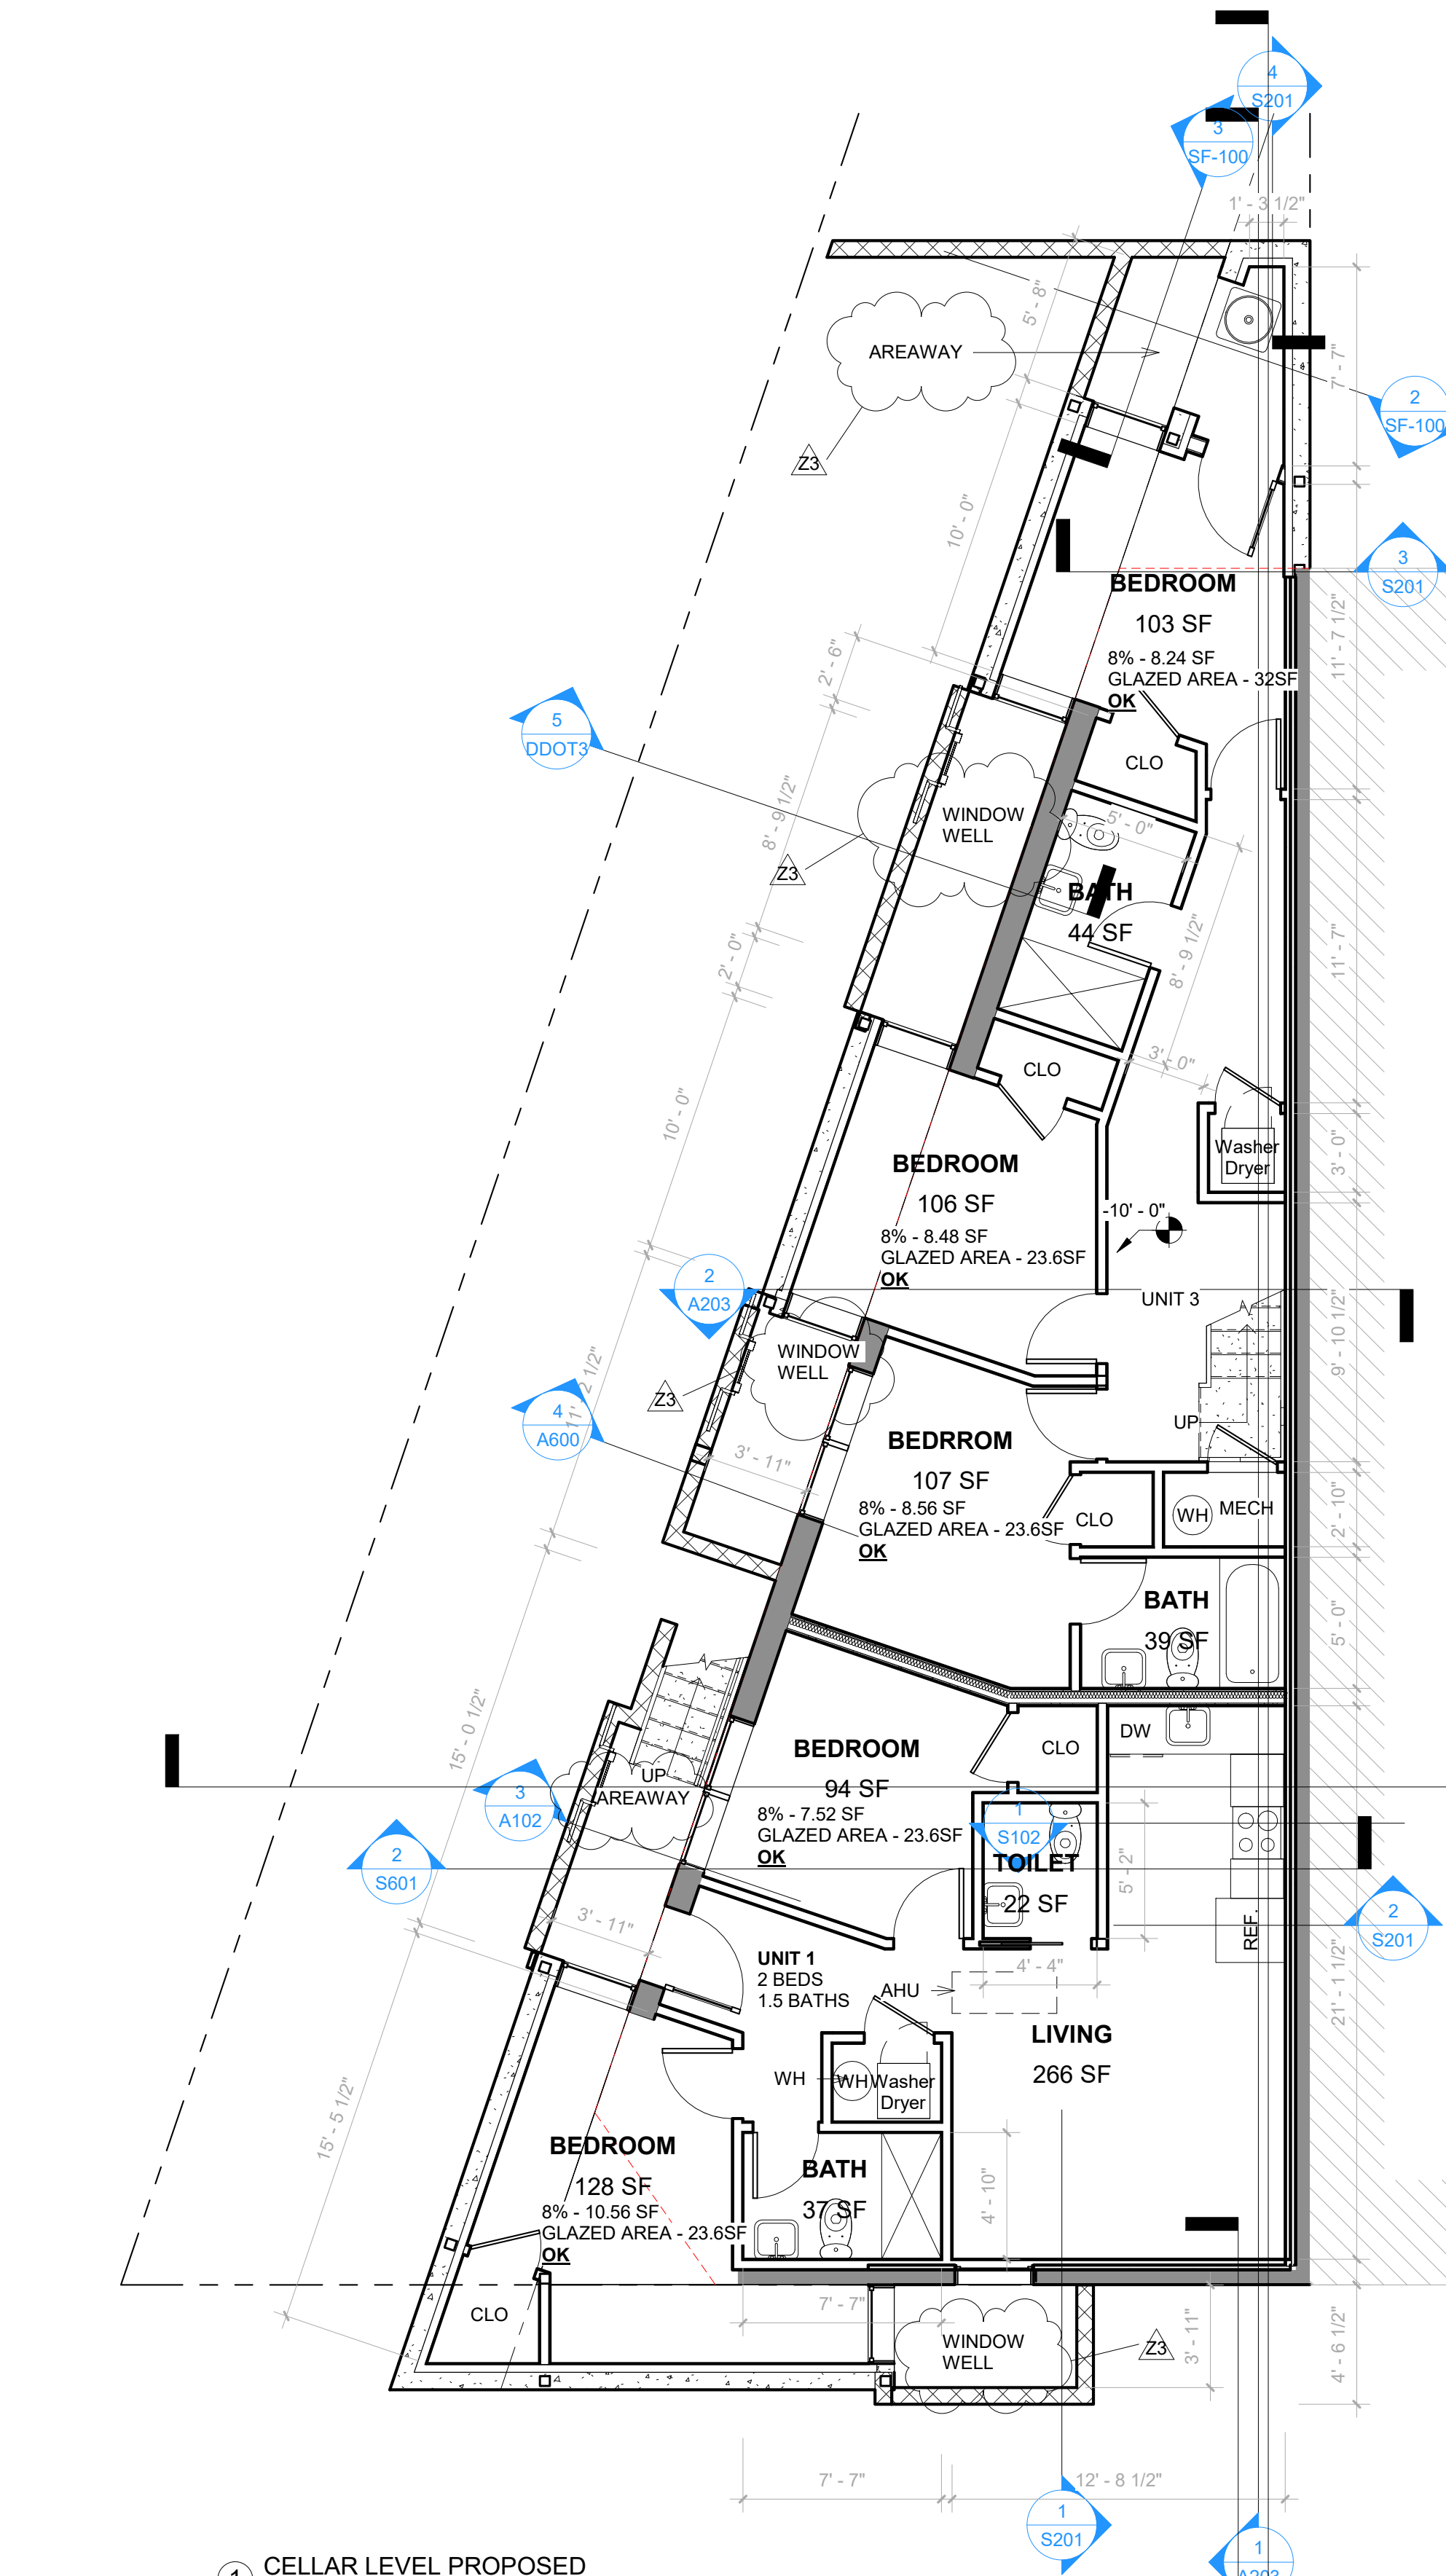 4
S201
3
SF-100
1' - 3 1/2"
5' - 8"
AREAWAY
7' - 7"
2
SF-100
Z3
10' - 0"
3
S201
BEDROOM
103 SF
8% - 8.24 SF
GLAZED AREA - 32SF
OK
11' - 7 1/2"
2' - 6"
5
DDOT3
CLO
8' - 9 1/2"
WINDOW
WELL
5' - 0"
Z3
BATH
44 SF
8' - 9 1/2"
11' - 7"
2' - 0"
CLO
3' - 0"
10' - 0"
Washer
Dryer
3' - 0"
BEDROOM
106 SF
8% - 8.48 SF
GLAZED AREA - 23.6SF
OK
-10' - 0"
2
A203
UNIT 3
9' - 10 1/2"
WINDOW
WELL
Z3
11' - 2 1/2"
4
A600
UP
BEDRROM
107 SF
8% - 8.56 SF
GLAZED AREA - 23.6SF
OK
3' - 11"
CLO
WH
MECH
2' - 10"
BATH
39 SF
5' - 0"
15' - 0 1/2"
DW
BEDROOM
94 SF
8% - 7.52 SF
GLAZED AREA - 23.6SF
OK
CLO
UP
AREAWAY
3
A102
1
S102
TOILET
22 SF
5' - 2"
2
S601
REF.
2
S201
3' - 11"
UNIT 1
2 BEDS
1.5 BATHS
4' - 4"
AHU
21' - 1 1/2"
LIVING
266 SF
WH
WH
Washer
Dryer
15' - 5 1/2"
BEDROOM
128 SF
8% - 10.56 SF
GLAZED AREA - 23.6SF
OK
BATH
37 SF
4' - 10"
CLO
7' - 7"
WINDOW
WELL
Z3
3' - 11"
4' - 6 1/2"
7' - 7"
12' - 8 1/2"
1
S201
1
A203
1
CELLAR LEVEL PROPOSED